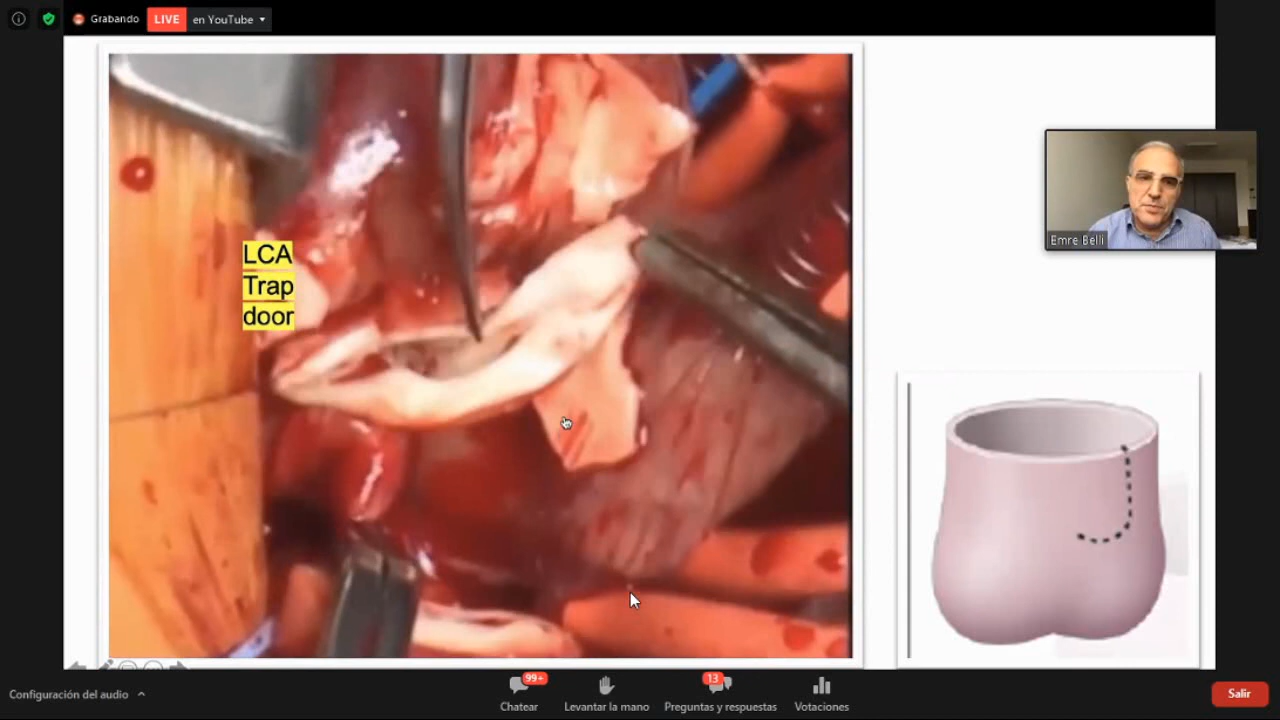 Grabando
LIVE
en YouTube
LCA
Trap
door
Emre Belli
Configuración del audio
99+
Chatear
Levantar la mano
13
Preguntas y respuestas
Votaciones
Salir